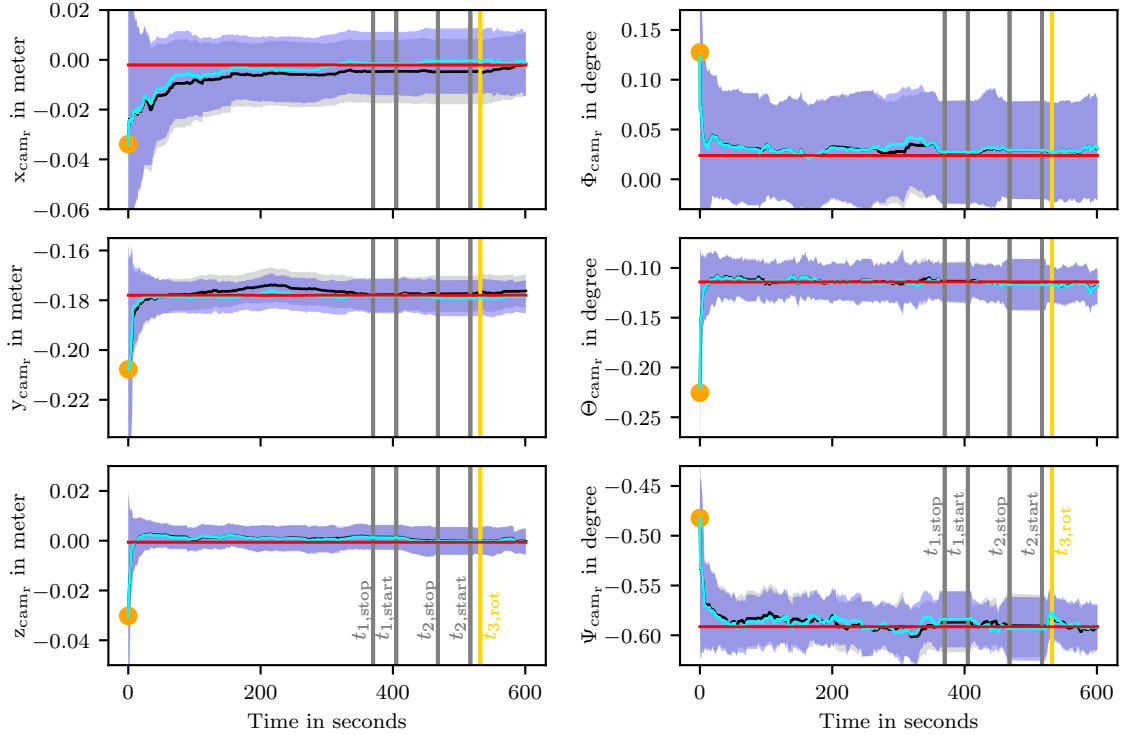 x_cam_r in meter
0.02
0.00
−0.02
−0.04
−0.06
Φ_cam_r in degree
0.10
0.05
0.00
y_cam_r in meter
−0.16
−0.18
−0.20
−0.22
Θ_cam_r in degree
−0.10
−0.15
−0.20
−0.25
z_cam_r in meter
0.02
0.00
−0.02
−0.04
t_1,stop
t_1,start
t_2,stop
t_2,start
t_3,rot
0
200
400
600
Time in seconds
Ψ_cam_r in degree
−0.45
−0.50
−0.55
−0.60
t_1,stop
t_1,start
t_2,stop
t_2,start
t_3,rot
0
200
400
600
Time in seconds